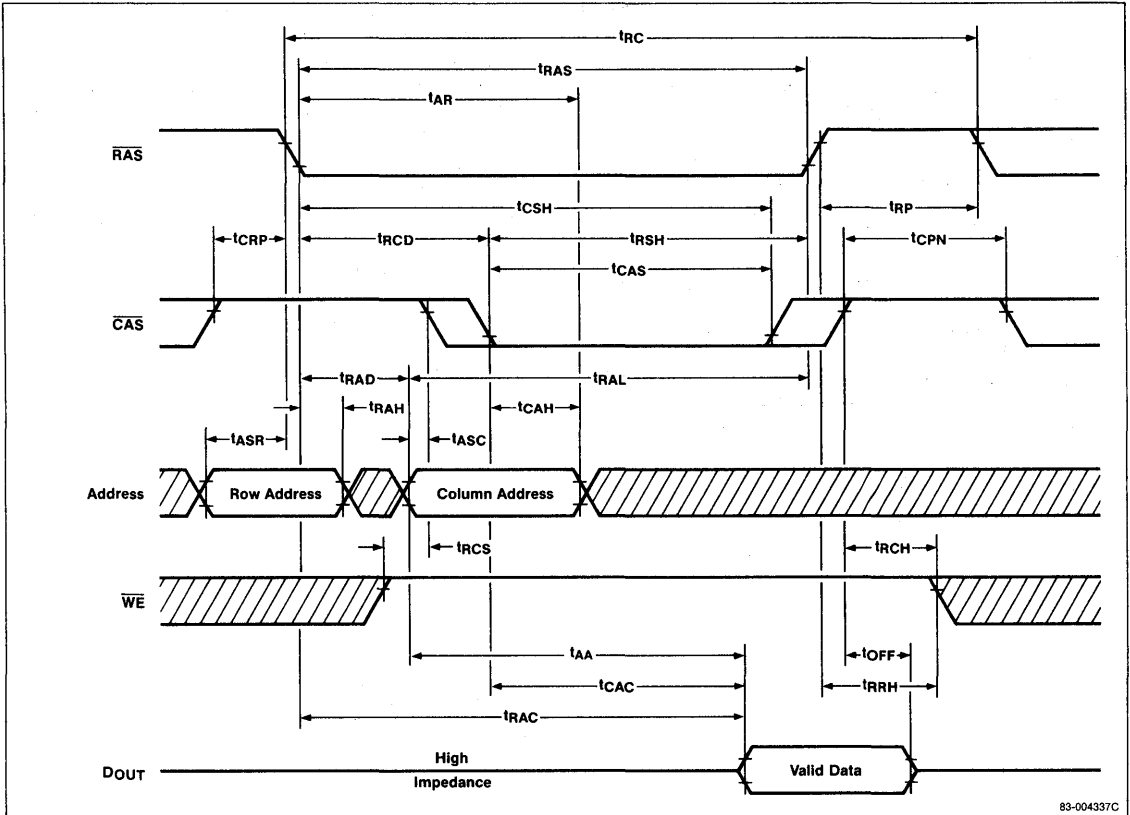 tRC
tRAS
tAR
RAS
tCSH
tRP
tCRP
tRCD
tRSH
tCPN
tCAS
CAS
tRAD
tRAL
tRAH
tCAH
tASR
tASC
Address
Row Address
Column Address
tRCS
tRCH
WE
tAA
tOFF
tCAC
tRRH
tRAC
DOUT
High
Impedance
Valid Data
83-004337C